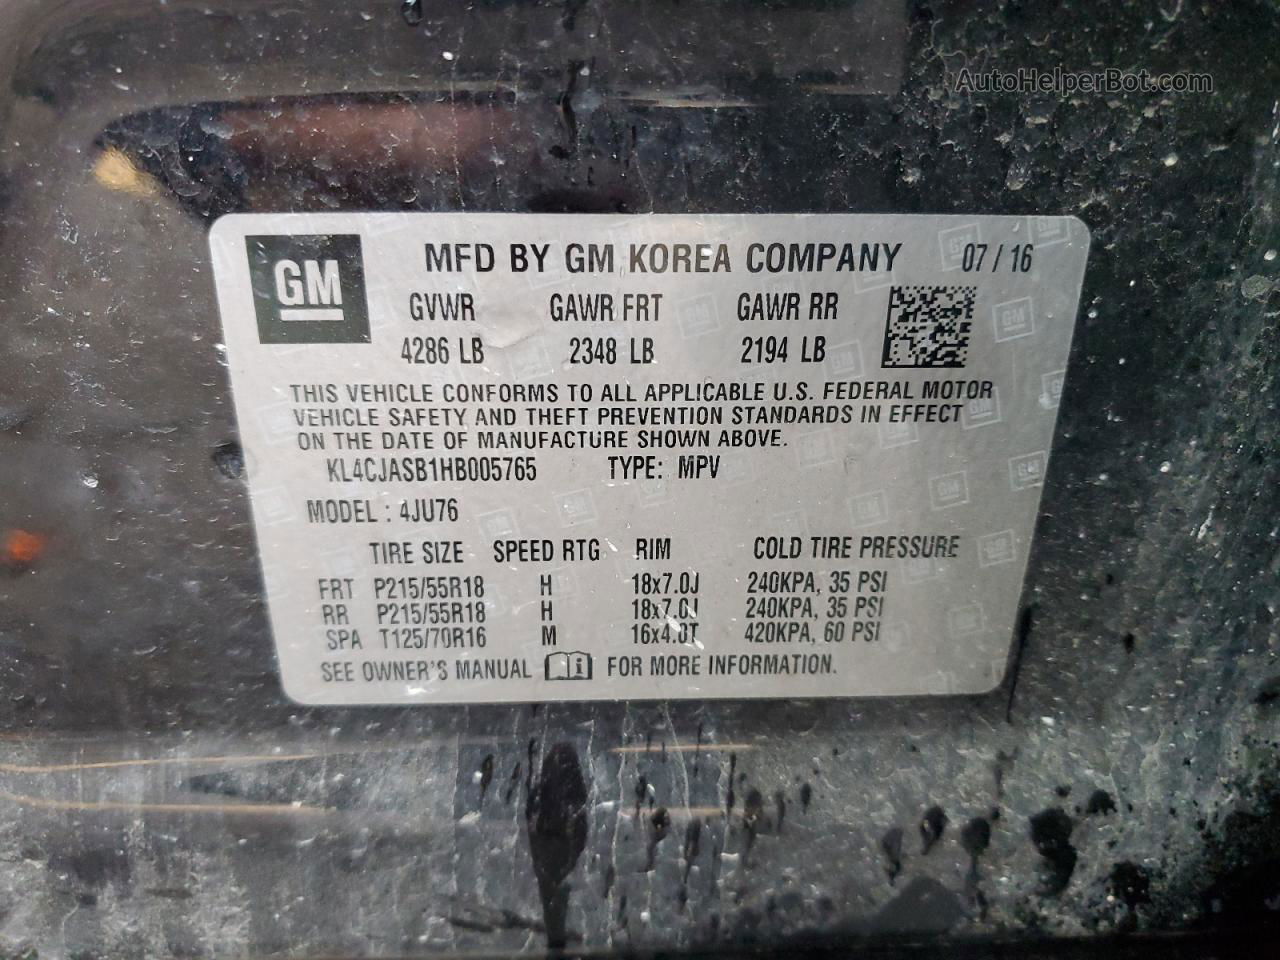 AutoHelperBot.com
GM
MFD BY GM KOREA COMPANY 07 / 16
GVWR GAWR FRT GAWR RR
4286 LB 2348 LB 2194 LB
THIS VEHICLE CONFORMS TO ALL APPLICABLE U.S. FEDERAL MOTOR
VEHICLE SAFETY AND THEFT PREVENTION STANDARDS IN EFFECT
ON THE DATE OF MANUFACTURE SHOWN ABOVE.
KL4CJASB1HB005765 TYPE: MPV
MODEL : 4JU76
TIRE SIZE SPEED RTG RIM COLD TIRE PRESSURE
FRT P215/55R18 H 18x7.0J 240KPA, 35 PSI
RR P215/55R18 H 18x7.0J 240KPA, 35 PSI
SPA T125/70R16 M 16x4.0T 420KPA, 60 PSI
SEE OWNER'S MANUAL FOR MORE INFORMATION.